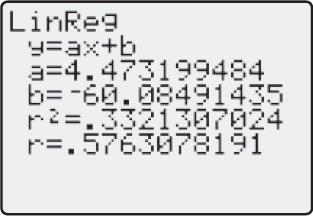 LinReg
y=ax+b
a=4.473199484
b=-60.08491435
r²=.3321307024
r=.5763078191